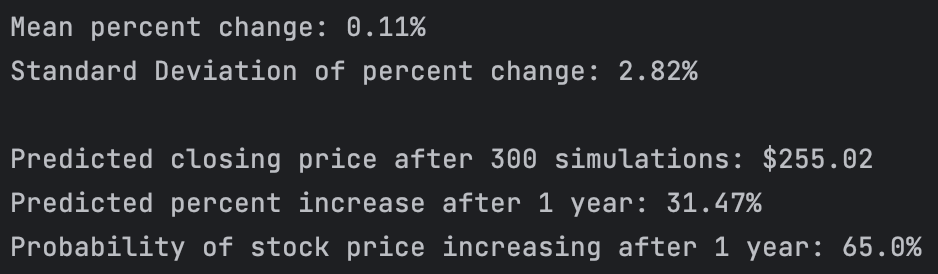 Mean percent change: 0.11%
Standard Deviation of percent change: 2.82%
Predicted closing price after 300 simulations: $255.02
Predicted percent increase after 1 year: 31.47%
Probability of stock price increasing after 1 year: 65.0%